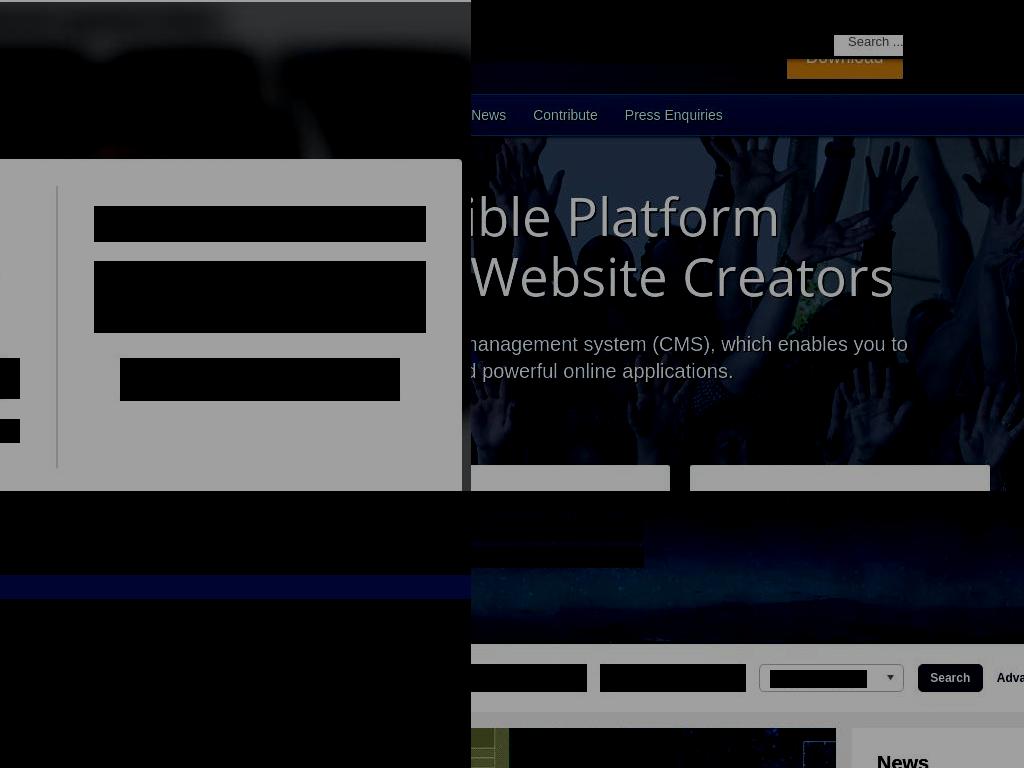 Search ...
Download
News Contribute Press Enquiries
ible Platform
Website Creators
anagement system (CMS), which enables you to
d powerful online applications.
Search Adva
News